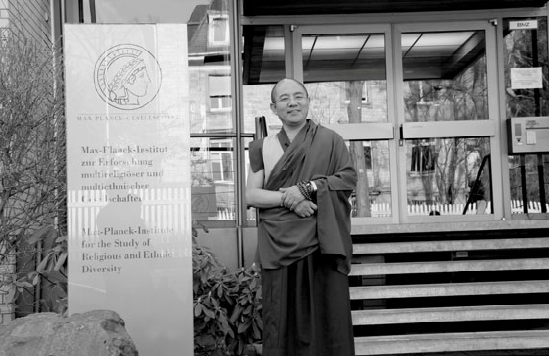 MAX-PLANCK-GESELLSCHAFT
Max-Planck-Institut
zur Erforschung
multireligiöser und
multiethnischer
Gesellschaften
Max-Planck-Institute
for the Study of
Religious and Ethnic
Diversity